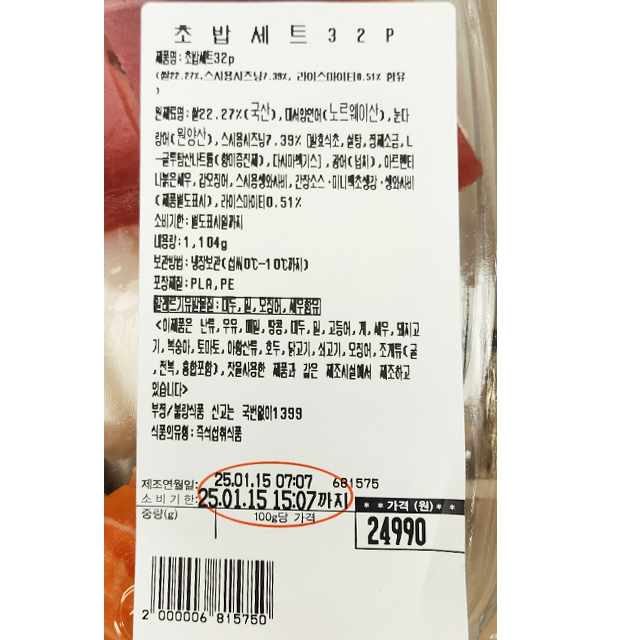 초밥세트32P
제품명:초밥세트32p
(쌀22.27%,스시용시즈닝7.39%, 라이스마이티0.51% 함유
)
원재료명:쌀22.27%(국산),대서양연어(노르웨이산),눈다
랑어(원양산),스시용시즈닝7.39%[발효식초,설탕,정제소금,L
-글루탐산나트륨(향미증진제),다시마엑기스],광어(넙치),아르헨티
나붉은새우,갑오징어,스시용생와사비,간장소스·미니팩초생강·생와사비
(제품별도표시),라이스마이티0.51%
소비기한:별도표시일까지
내용량:1,104g
보관방법:냉장보관(섭씨0℃-10℃까지)
포장재질:PLA,PE
알레르기유발물질:대두,밀,오징어,새우함유
<이제품은 난류,우유,메밀,땅콩,대두,밀,고등어,게,새우,돼지고
기,복숭아,토마토,아황산류,호두,닭고기,쇠고기,오징어,조개류(굴
,전복,홍합포함),잣을사용한 제품과 같은 제조시설에서 제조하고
있습니다>
부정/불량식품 신고는 국번없이1399
식품의유형:즉석섭취식품
제조연월일: 25.01.15 07:07 681575
소비기한: 25.01.15 15:07까지
중량(g) 100g당 가격 **가격 (원)**
24990
2 000006 815750